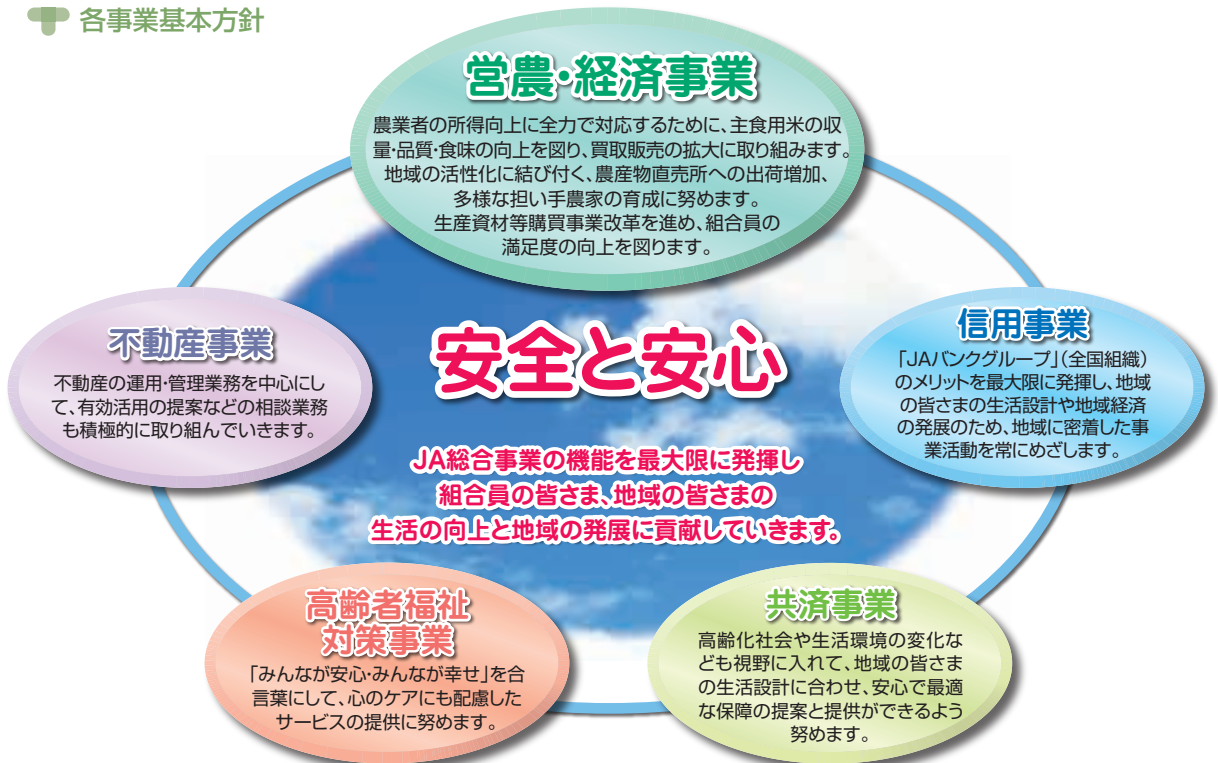 各事業基本方針
営農・経済事業
農業者の所得向上に全力で対応するために、主食用米の収
量・品質・食味の向上を図り、買取販売の拡大に取り組みます。
地域の活性化に結び付く、農産物直売所への出荷増加、
多様な担い手農家の育成に努めます。
生産資材等購買事業改革を進め、組合員の
満足度の向上を図ります。
不動産事業
不動産の運用・管理業務を中心にし
て、有効活用の提案などの相談業務
も積極的に取り組んでいきます。
安全と安心
JA総合事業の機能を最大限に発揮し
組合員の皆さま、地域の皆さまの
生活の向上と地域の発展に貢献していきます。
信用事業
「JAバンクグループ」(全国組織)
のメリットを最大限に発揮し、地域
の皆さまの生活設計や地域経済
の発展のため、地域に密着した事
業活動を常にめざします。
高齢者福祉
対策事業
「みんなが安心・みんなが幸せ」を合
言葉にして、心のケアにも配慮した
サービスの提供に努めます。
共済事業
高齢化社会や生活環境の変化な
ども視野に入れて、地域の皆さま
の生活設計に合わせ、安心で最適
な保障の提案と提供ができるよう
努めます。